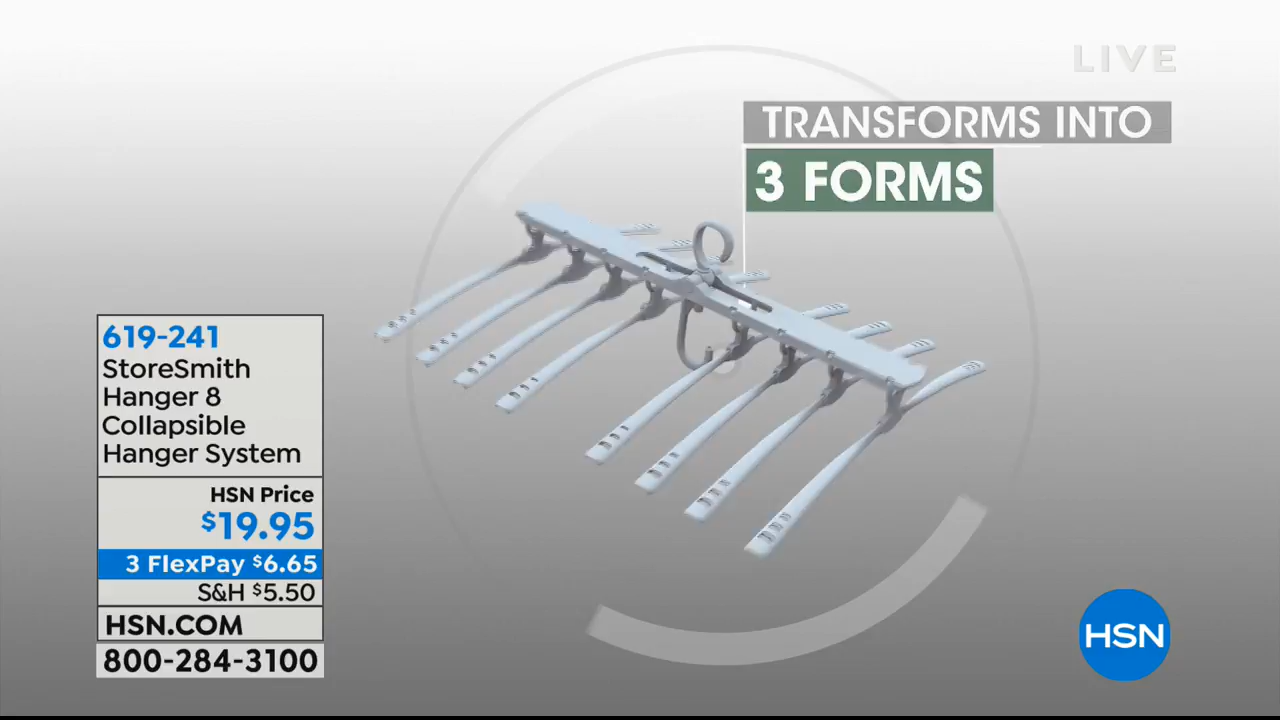 LIVE
TRANSFORMS INTO
3 FORMS
619-241
StoreSmith
Hanger 8
Collapsible
Hanger System
HSN Price
$19.95
3 FlexPay $6.65
S&H $5.50
HSN.COM
800-284-3100
HSN